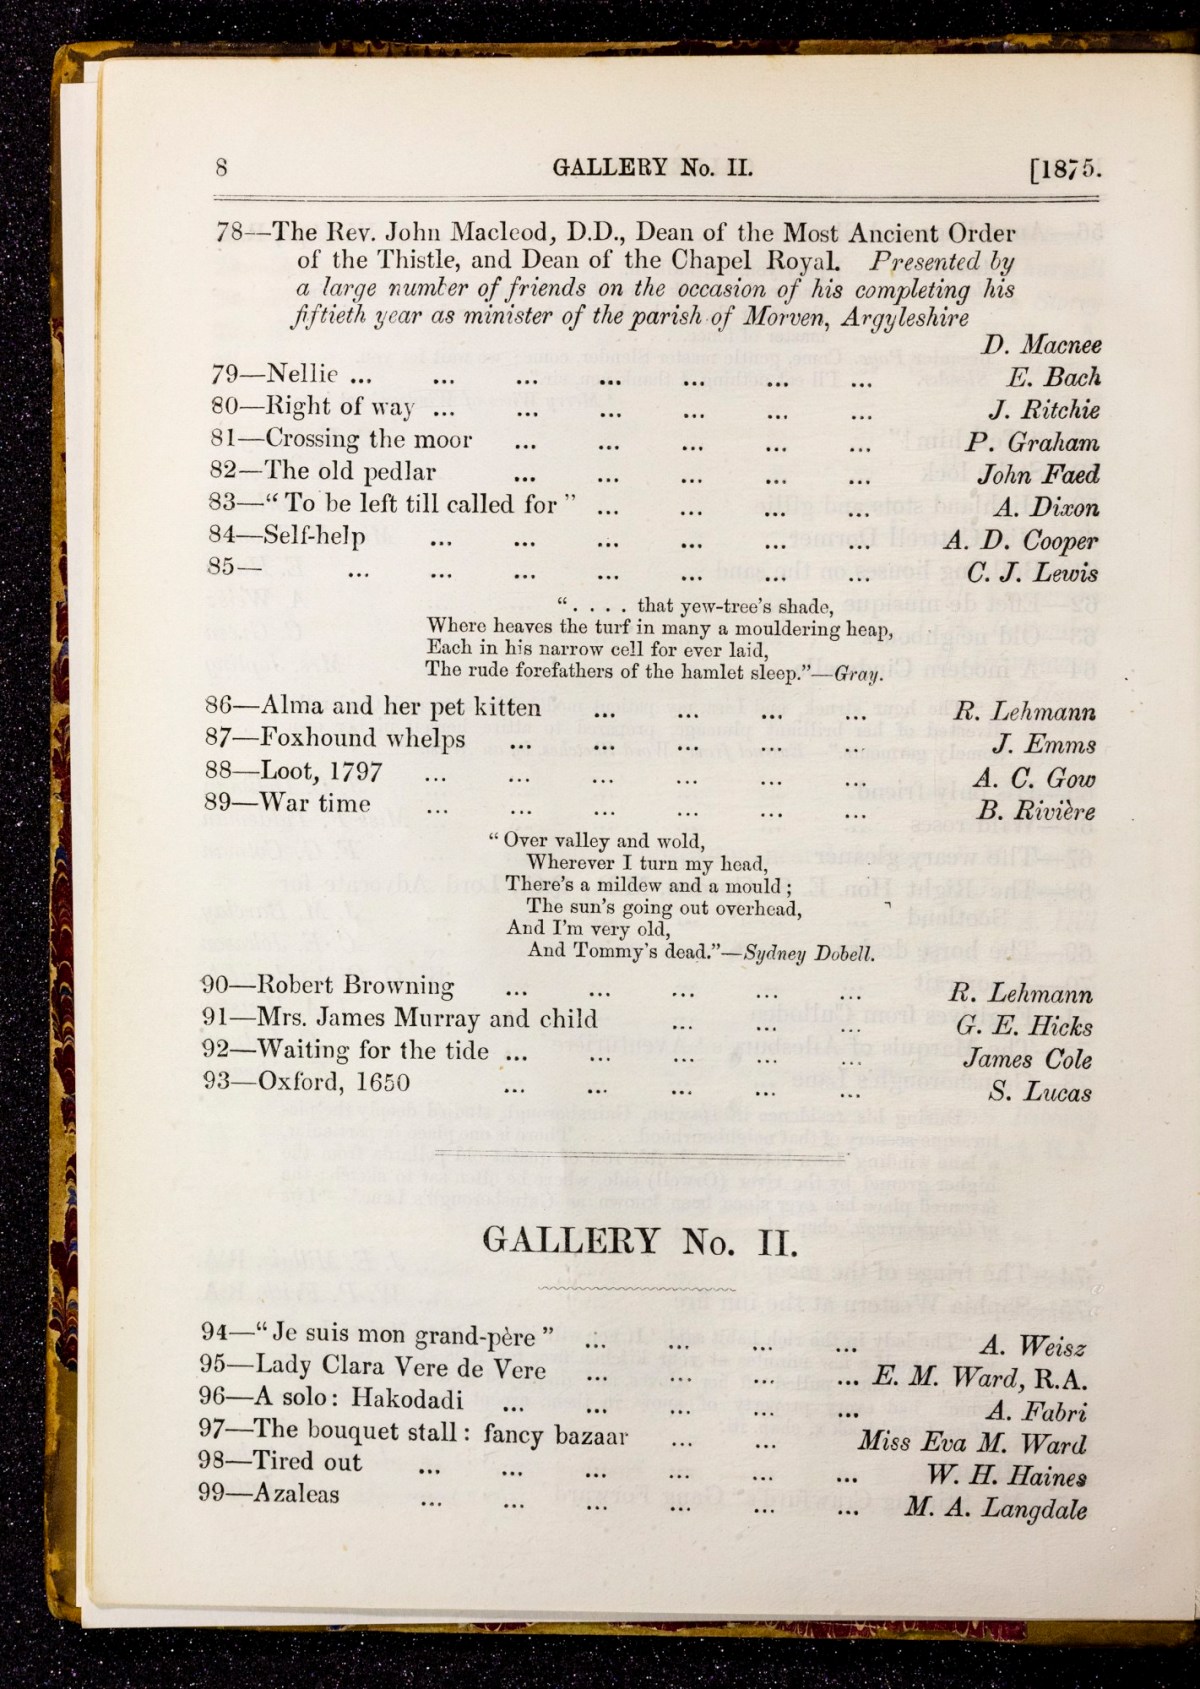 8 GALLERY No. II. [1875.
78—The Rev. John Macleod, D.D., Dean of the Most Ancient Order
of the Thistle, and Dean of the Chapel Royal. Presented by
a large number of friends on the occasion of his completing his
fiftieth year as minister of the parish of Morven, Argyleshire
D. Macnee
79—Nellie ... ... ... ... ... ... ... E. Bach
80—Right of way ... ... ... ... ... ... J. Ritchie
81—Crossing the moor ... ... ... ... ... P. Graham
82—The old pedlar ... ... ... ... ... John Faed
83—“To be left till called for” ... ... ... ... A. Dixon
84—Self-help ... ... ... ... ... ... A. D. Cooper
85— ... ... ... ... ... ... ... C. J. Lewis
“. . . . that yew-tree’s shade,
Where heaves the turf in many a mouldering heap,
Each in his narrow cell for ever laid,
The rude forefathers of the hamlet sleep.”—Gray.
86—Alma and her pet kitten ... ... ... ... R. Lehmann
87—Foxhound whelps ... ... ... ... ... J. Emms
88—Loot, 1797 ... ... ... ... ... ... A. C. Gow
89—War time ... ... ... ... ... ... B. Rivière
“Over valley and wold,
Wherever I turn my head,
There’s a mildew and a mould;
The sun’s going out overhead,
And I’m very old,
And Tommy’s dead.”—Sydney Dobell.
90—Robert Browning ... ... ... ... ... R. Lehmann
91—Mrs. James Murray and child ... ... ... G. E. Hicks
92—Waiting for the tide ... ... ... ... ... James Cole
93—Oxford, 1650 ... ... ... ... ... S. Lucas
GALLERY No. II.
94—“Je suis mon grand-père” ... ... ... ... A. Weisz
95—Lady Clara Vere de Vere ... ... ... ... E. M. Ward, R.A.
96—A solo: Hakodadi ... ... ... ... ... A. Fabri
97—The bouquet stall: fancy bazaar ... ... Miss Eva M. Ward
98—Tired out ... ... ... ... ... ... W. H. Haines
99—Azaleas ... ... ... ... ... ... M. A. Langdale